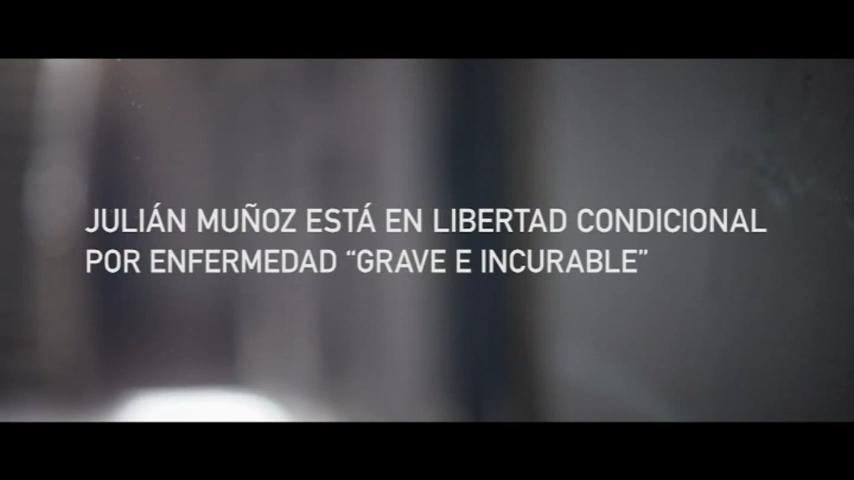 JULIÁN MUÑOZ ESTÁ EN LIBERTAD CONDICIONAL
POR ENFERMEDAD “GRAVE E INCURABLE”